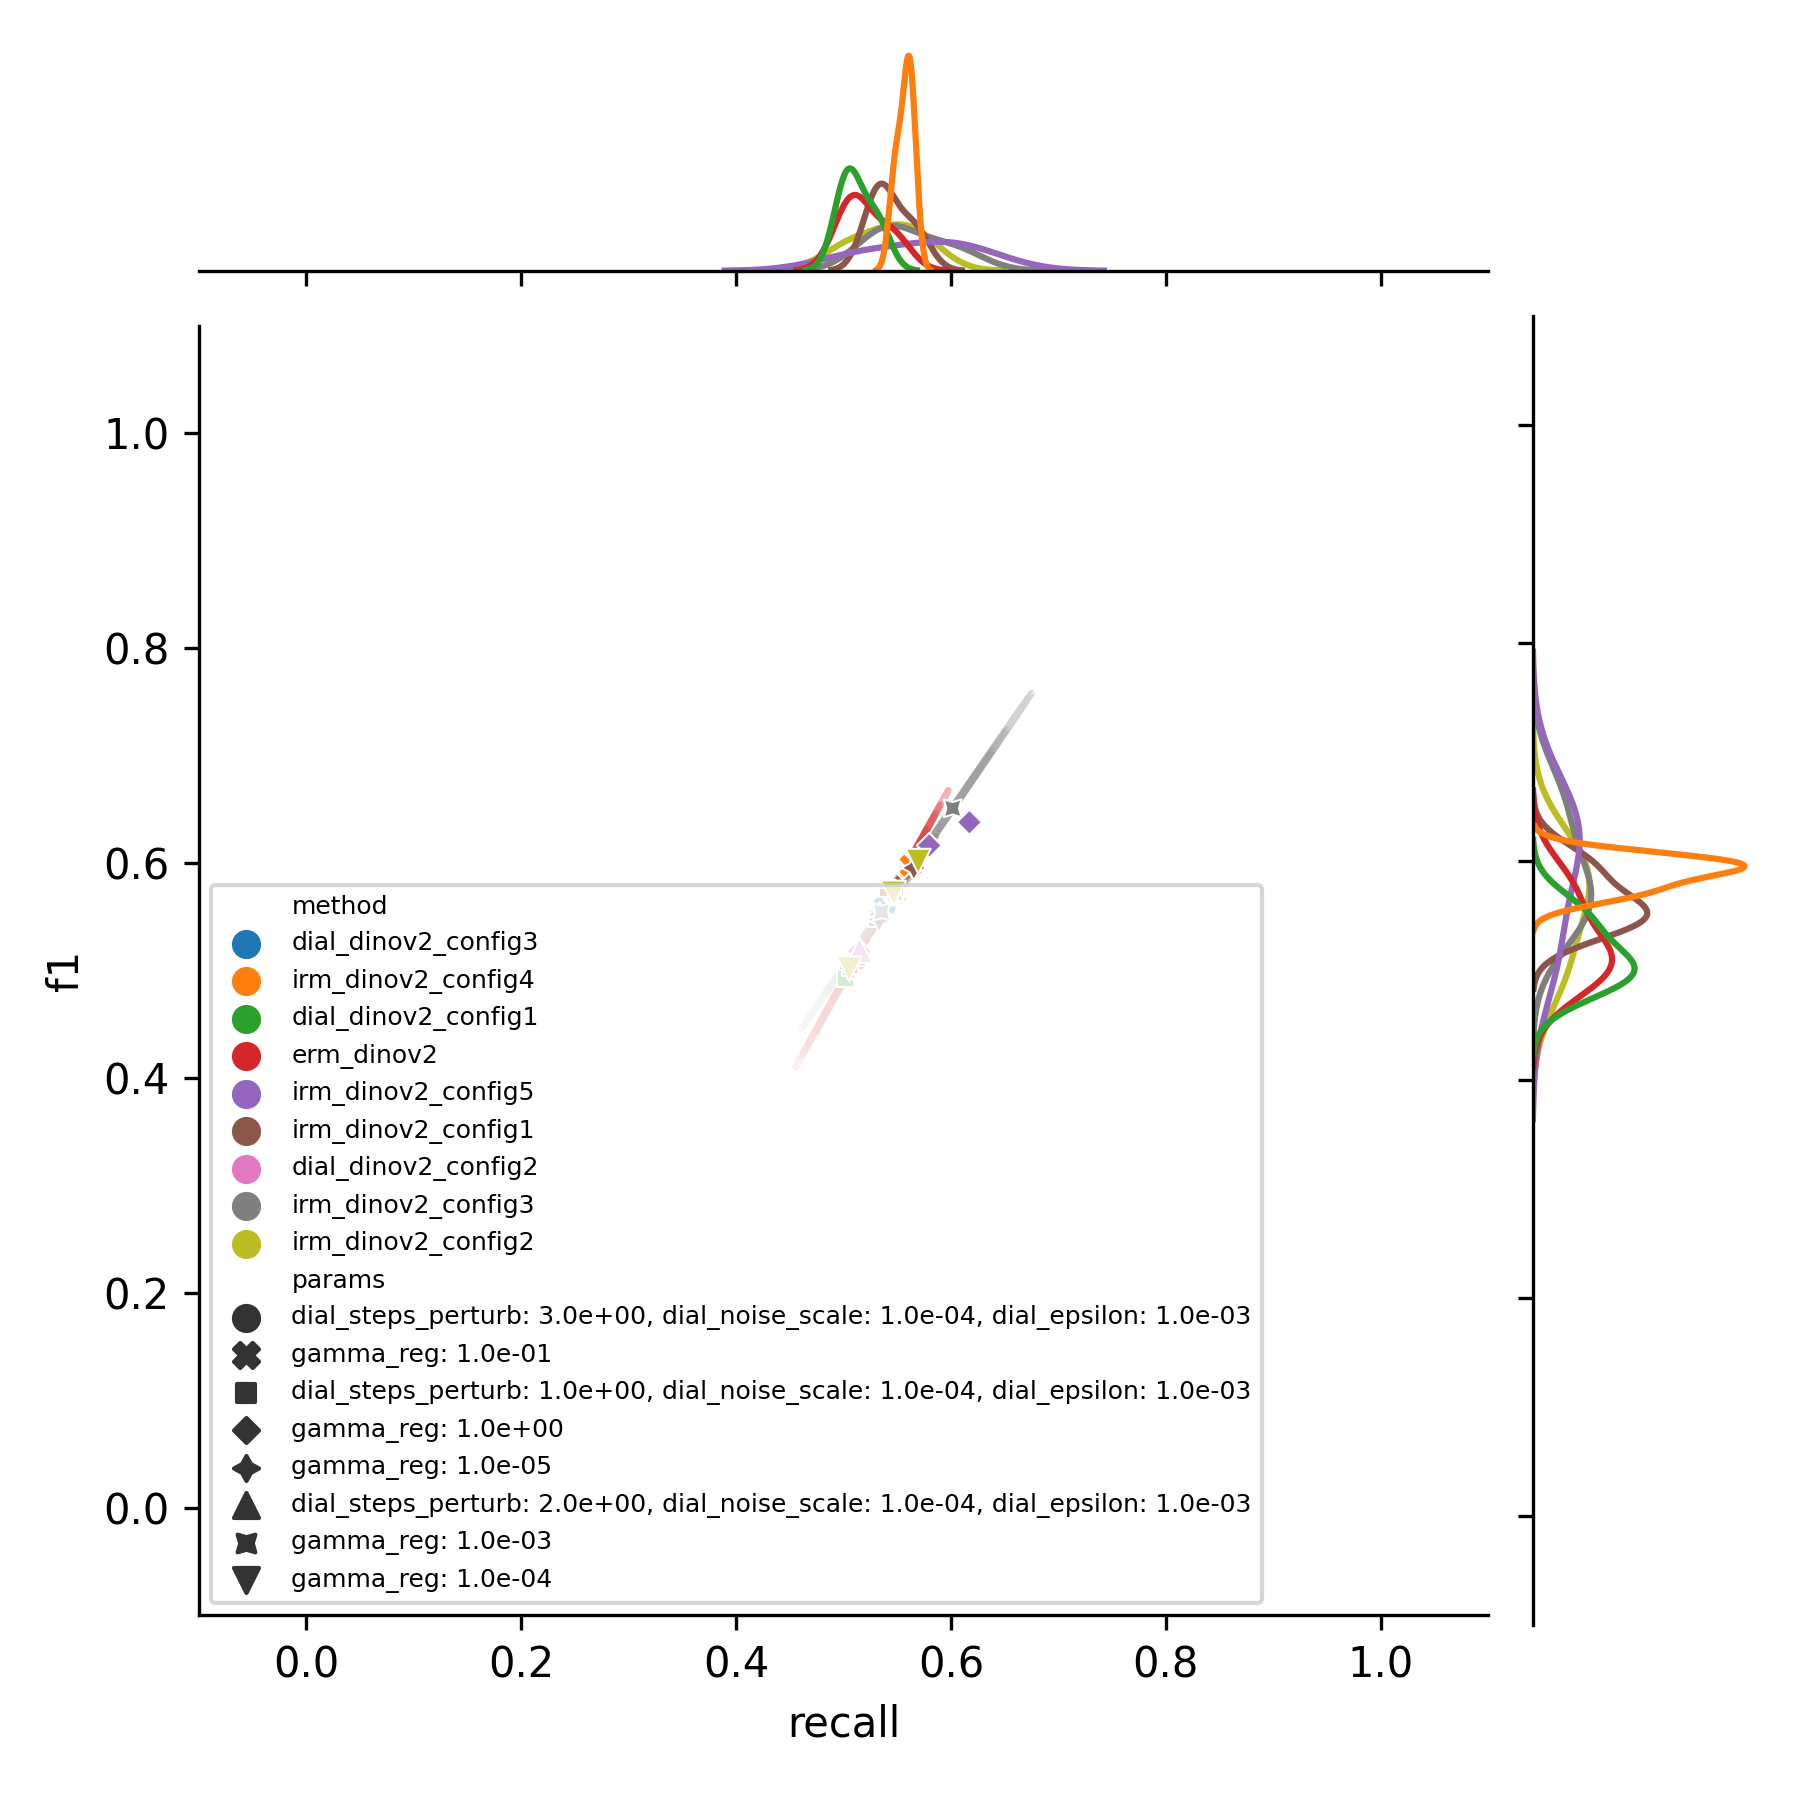 1.0
0.8
0.6
0.4
0.2
0.0
f1
method
dial_dinov2_config3
irm_dinov2_config4
dial_dinov2_config1
erm_dinov2
irm_dinov2_config5
irm_dinov2_config1
dial_dinov2_config2
irm_dinov2_config3
irm_dinov2_config2
params
dial_steps_perturb: 3.0e+00, dial_noise_scale: 1.0e-04, dial_epsilon: 1.0e-03
gamma_reg: 1.0e-01
dial_steps_perturb: 1.0e+00, dial_noise_scale: 1.0e-04, dial_epsilon: 1.0e-03
gamma_reg: 1.0e+00
gamma_reg: 1.0e-05
dial_steps_perturb: 2.0e+00, dial_noise_scale: 1.0e-04, dial_epsilon: 1.0e-03
gamma_reg: 1.0e-03
gamma_reg: 1.0e-04
0.0 0.2 0.4 0.6 0.8 1.0
recall